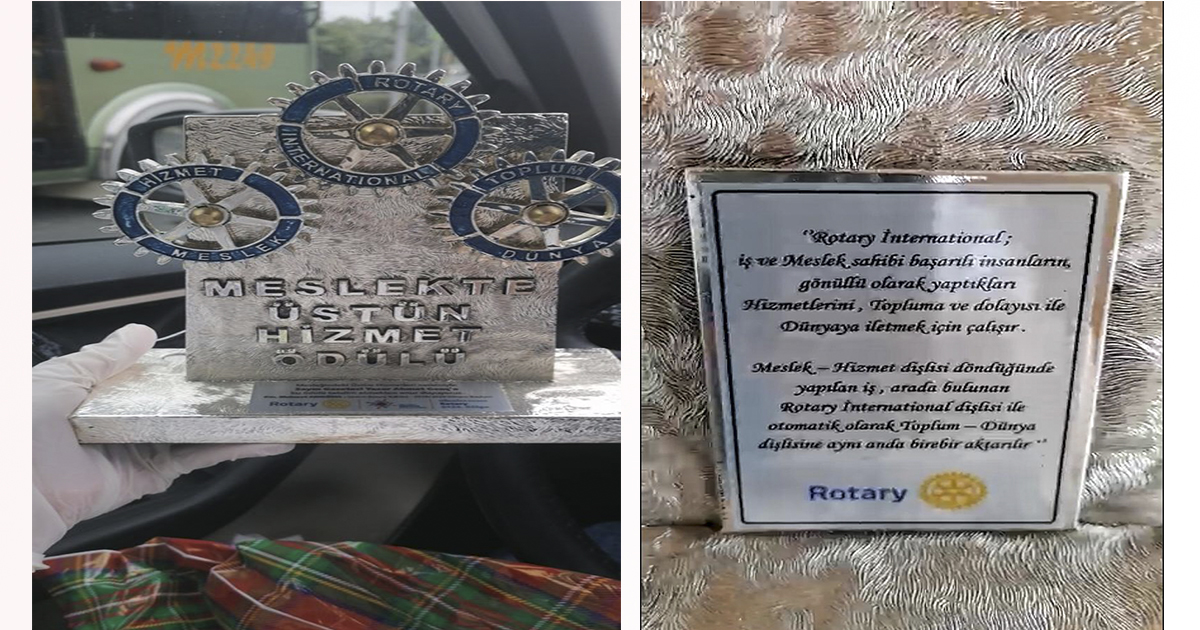 M2249
ROTARY
INTERNATIONAL
HİZMET
MESLEK
TOPLUM
DUNYA
MESLEKTE
ÜSTÜN
HİZMET
ÖDÜLÜ
Rotary
"Rotary İnternational ;
iş ve Meslek sahibi başarılı insanların,
gönüllü olarak yaptıkları
Hizmetlerini , Topluma ve dolayısı ile
Dünyaya iletmek için çalışır .
Meslek – Hizmet dişlisi döndüğünde
yapılan iş , arada bulunan
Rotary İnternational dişlisi ile
otomatik olarak Toplum – Dünya
dişlisine aynı anda birebir aktarılır "
Rotary